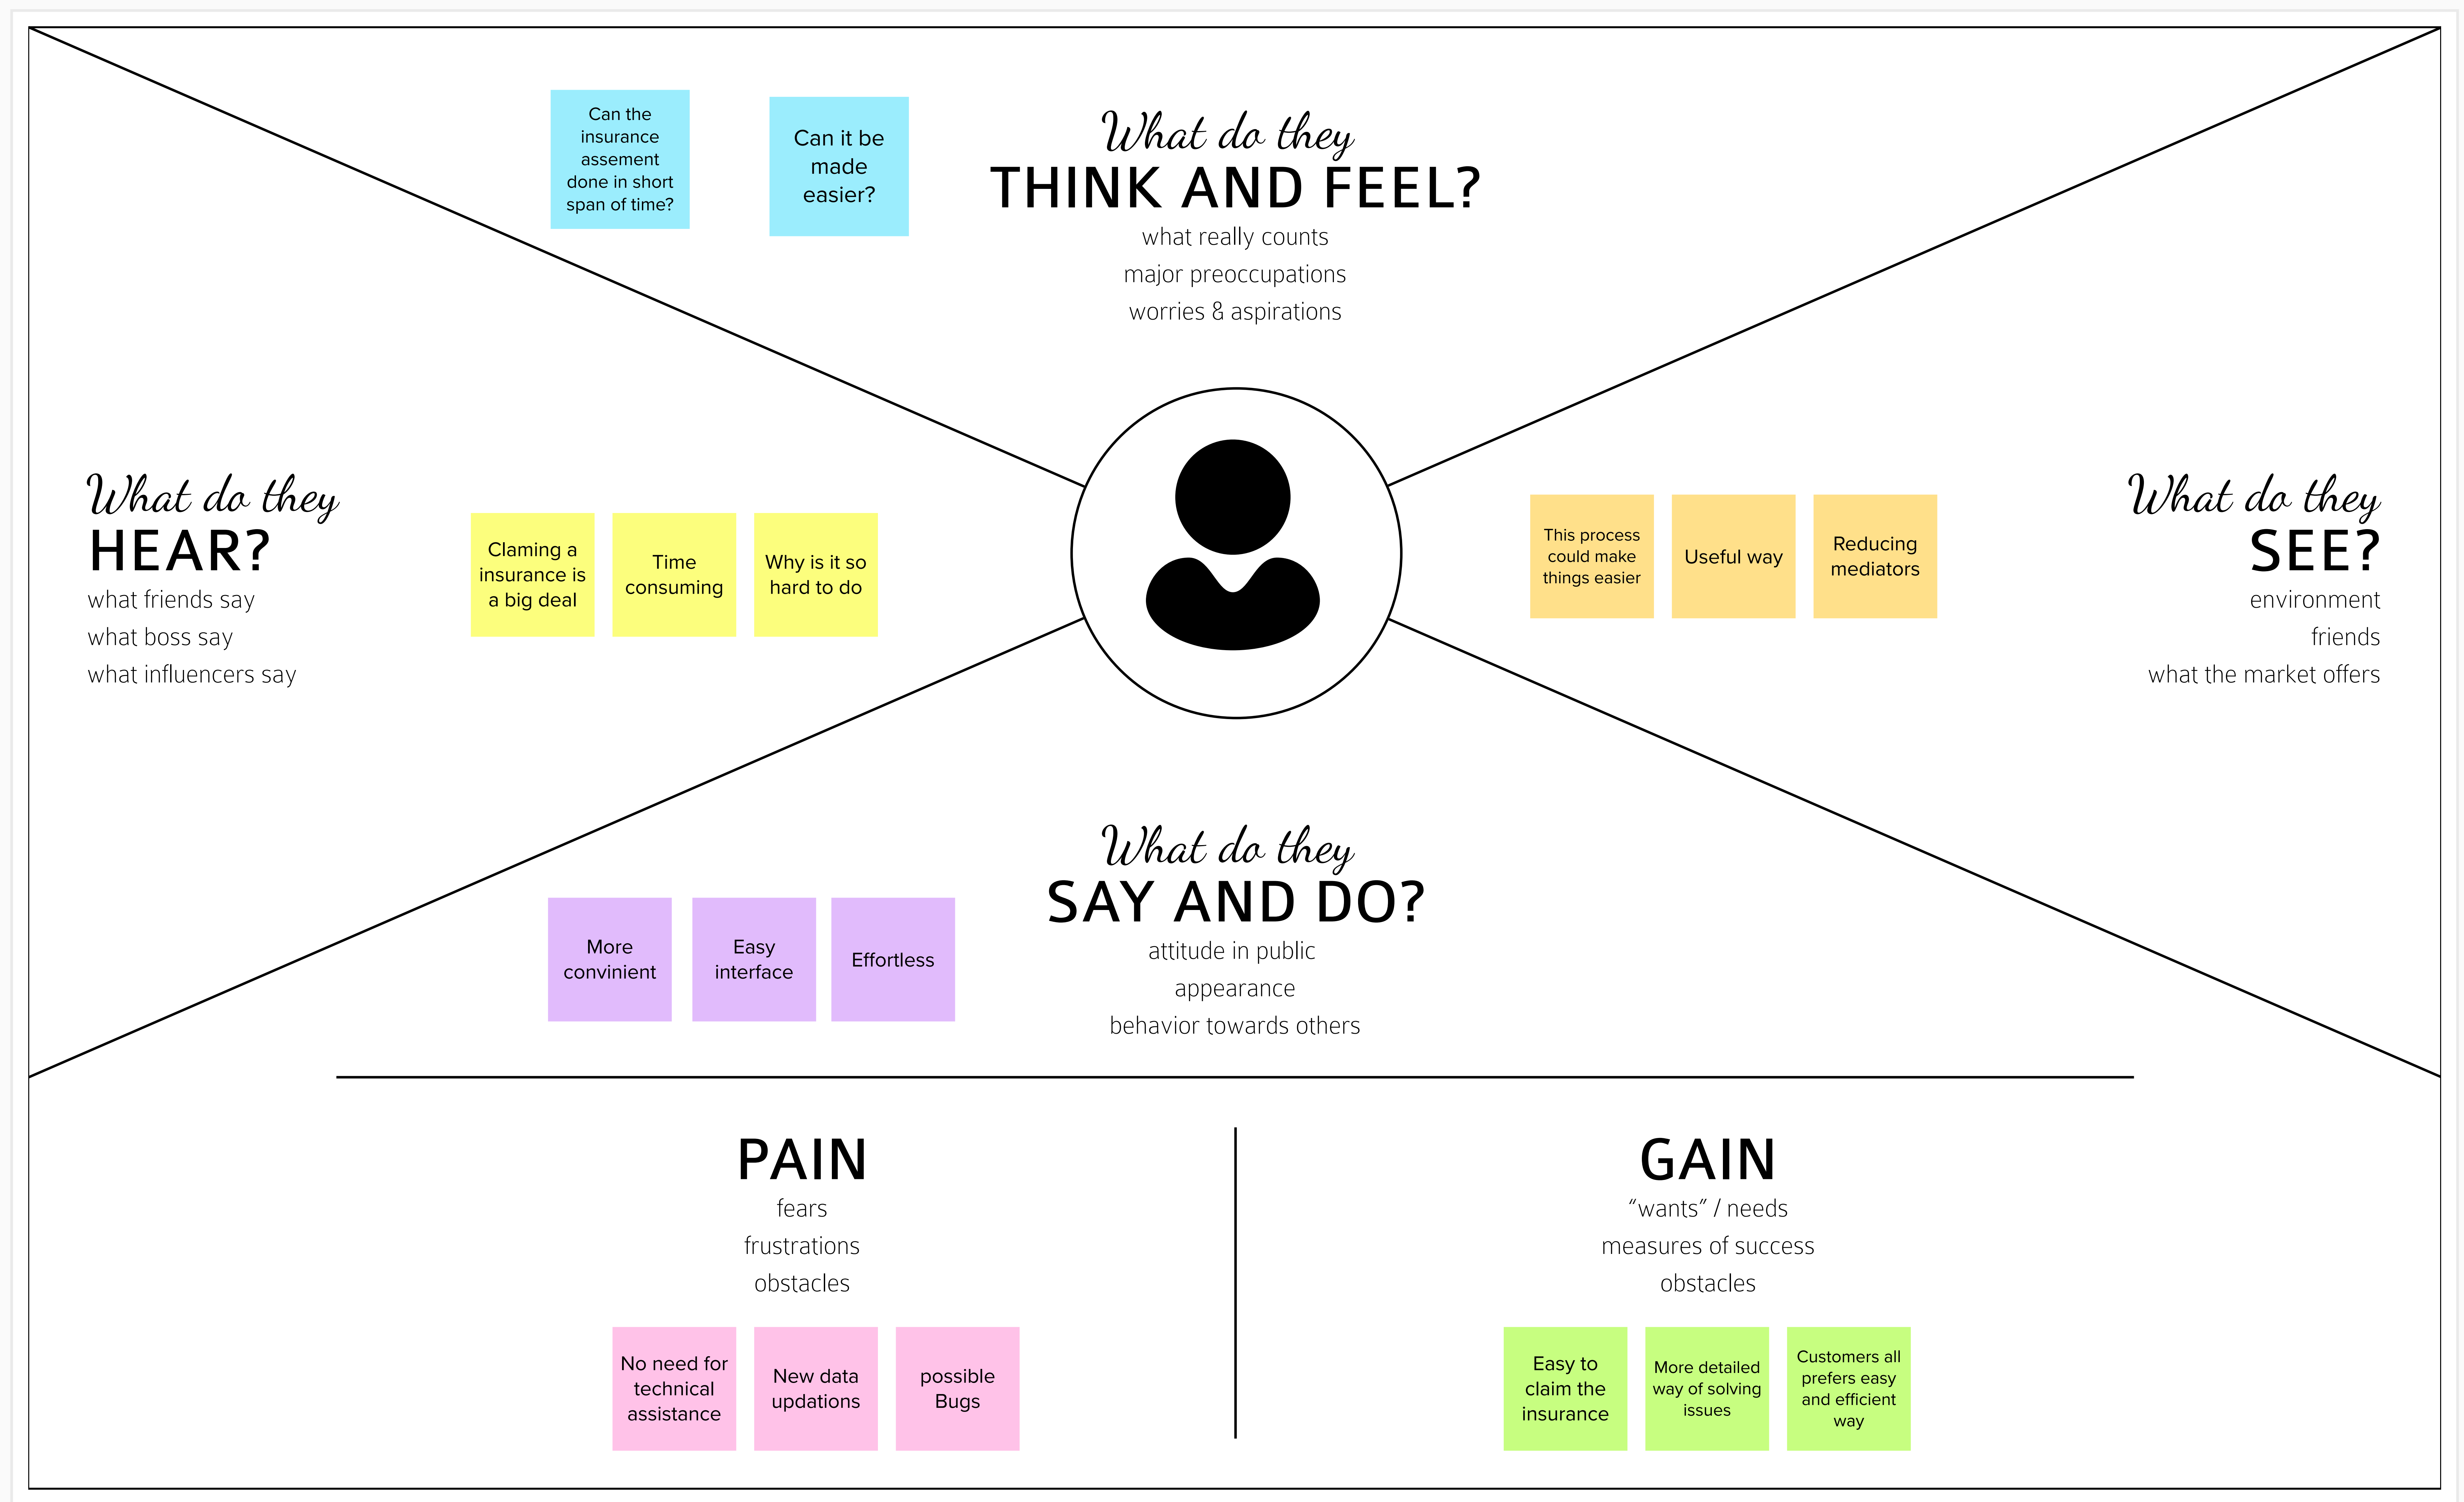 Can the
insurance
assement
done in short
span of time?
Can it be
made
easier?
What do they
THINK AND FEEL?
what really counts
major preoccupations
worries & aspirations
What do they
HEAR?
what friends say
what boss say
what influencers say
Claming a
insurance is
a big deal
Time
consuming
Why is it so
hard to do
This process
could make
things easier
Useful way
Reducing
mediators
What do they
SEE?
environment
friends
what the market offers
What do they
SAY AND DO?
attitude in public
appearance
behavior towards others
More
convinient
Easy
interface
Effortless
PAIN
fears
frustrations
obstacles
No need for
technical
assistance
New data
updations
possible
Bugs
GAIN
“wants” / needs
measures of success
obstacles
Easy to
claim the
insurance
More detailed
way of solving
issues
Customers all
prefers easy
and efficient
way